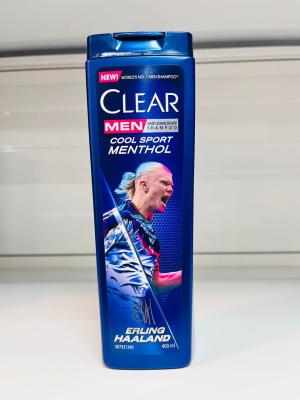 NEW! WORLD'S NO.1 MEN SHAMPOO*
CLEAR
MEN ANTI-DANDRUFF SHAMPOO
COOL SPORT
MENTHOL
ERLING
HAALAND
400 ml